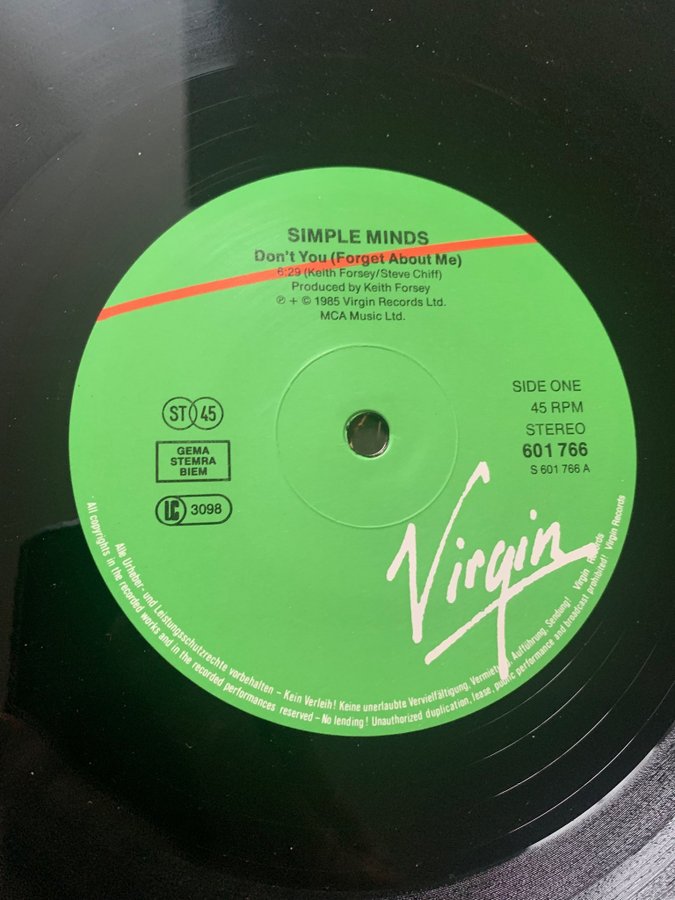 SIMPLE MINDS
Don't You (Forget About Me)
6:29 (Keith Forsey/Steve Chiff)
Produced by Keith Forsey
℗ + © 1985 Virgin Records Ltd.
MCA Music Ltd.
ST 45
GEMA
STEMRA
BIEM
LC 3098
SIDE ONE
45 RPM
STEREO
601 766
S 601 766 A
Virgin
Alle Urheber- und Leistungsschutzrechte vorbehalten – Kein Verleih! Keine unerlaubte Vervielfältigung, Vermietung, Aufführung, Sendung! Virgin Records
All copyrights in the recorded works and in the recorded performances reserved – No lending! Unauthorized duplication, lease, public performance and broadcast prohibited! Virgin Records